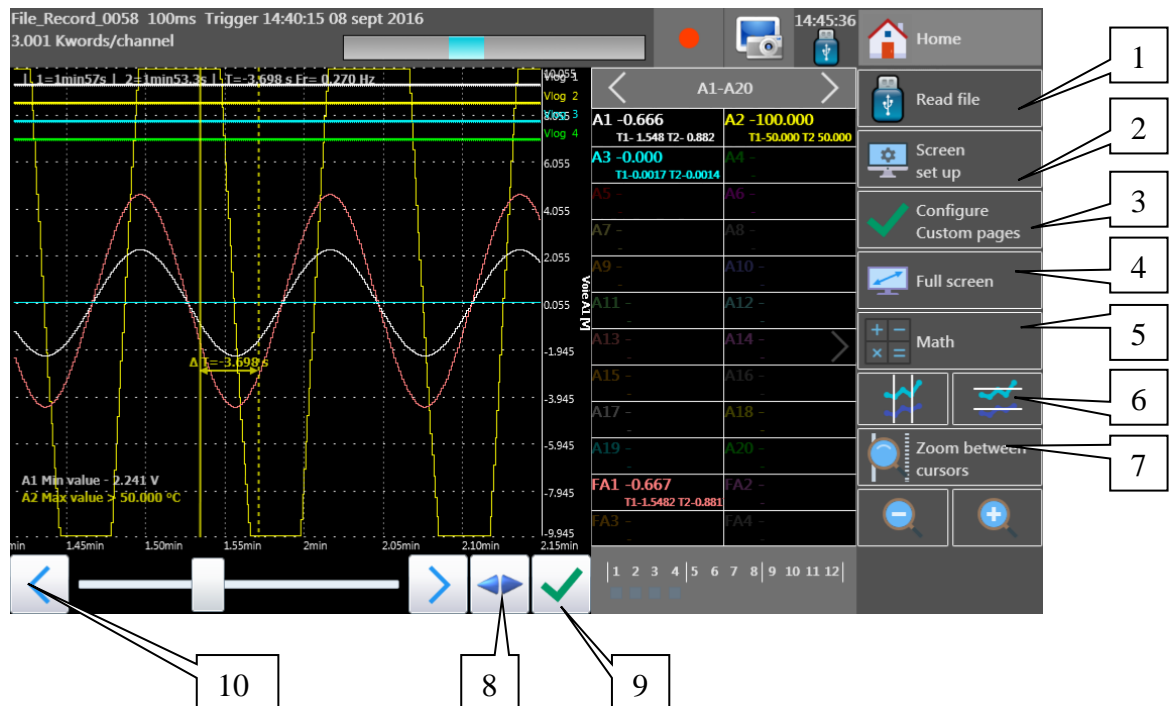 File_Record_0058 100ms Trigger 14:40:15 08 sept 2016
3.001 Kwords/channel
14:45:36
Home
1
Read file
2
Screen
set up
3
Configure
Custom pages
4
Full screen
5
Math
6
7
Zoom between
cursors
| 1=1min57s | 2=1min53.3s | T=-3.698 s Fr= 0.270 Hz
Vlog 1
Vlog 2
Vlog 3
Vlog 4
10.055
8.055
6.055
4.055
2.055
0.055
-1.945
-3.945
-5.945
-7.945
-9.945
Voie A1 [V]
Δ T=-3.698 s
A1 Min value - 2.241 V
A2 Max value > 50.000 °C
min 1.45min 1.50min 1.55min 2min 2.05min 2.10min 2.15min
A1-A20
A1 -0.666 A2 -100.000
T1- 1.548 T2- 0.882 T1-50.000 T2 50.000
A3 -0.000 A4 -
T1-0.0017 T2-0.0014 -
A5 - A6 -
A7 - A8 -
A9 - A10 -
A11 - A12 -
A13 - A14 -
A15 - A16 -
A17 - A18 -
A19 - A20 -
FA1 -0.667 FA2 -
T1-1.5482 T2-0.881 -
FA3 - FA4 -
|1 2 3 4|5 6 7 8|9 10 11 12|
10
8
9